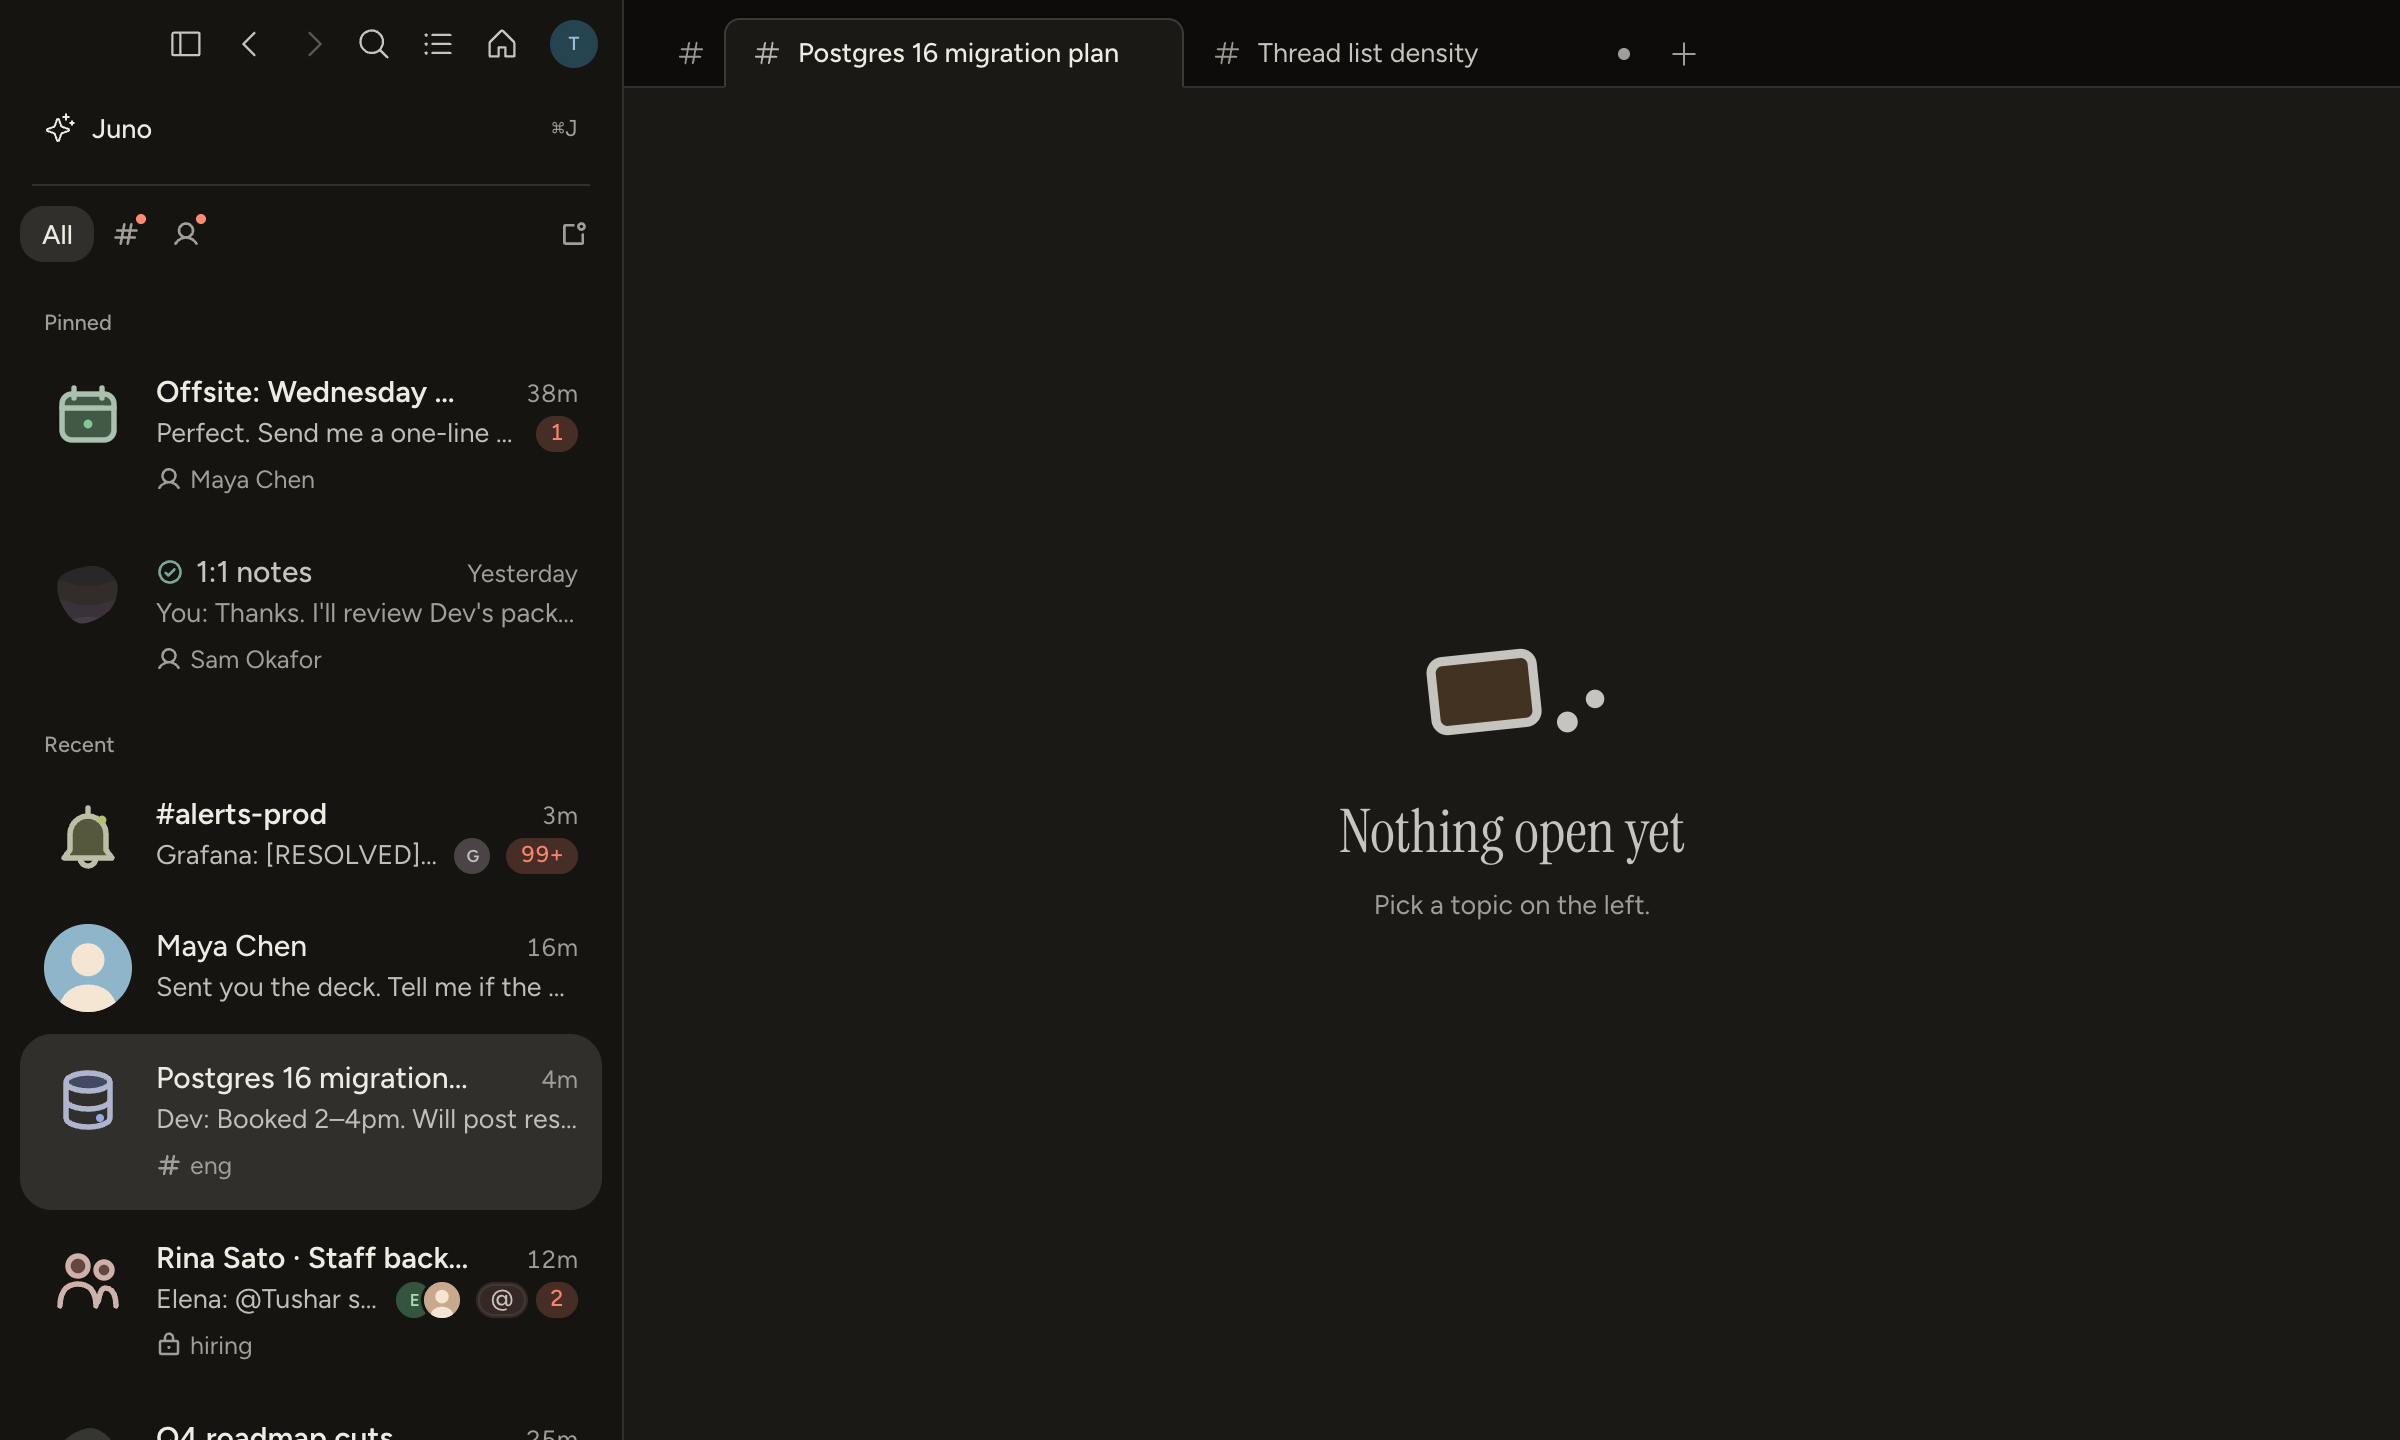 T
Juno
⌘J
All
Pinned
Offsite: Wednesday ...
38m
Perfect. Send me a one-line ...
1
Maya Chen
1:1 notes
Yesterday
You: Thanks. I'll review Dev's pack...
Sam Okafor
Recent
#alerts-prod
3m
Grafana: [RESOLVED]...
G
99+
Maya Chen
16m
Sent you the deck. Tell me if the ...
Postgres 16 migration...
4m
Dev: Booked 2–4pm. Will post res...
# eng
Rina Sato · Staff back...
12m
Elena: @Tushar s...
E
@
2
hiring
Q4 roadmap cuts
25m
#
# Postgres 16 migration plan
# Thread list density
Nothing open yet
Pick a topic on the left.